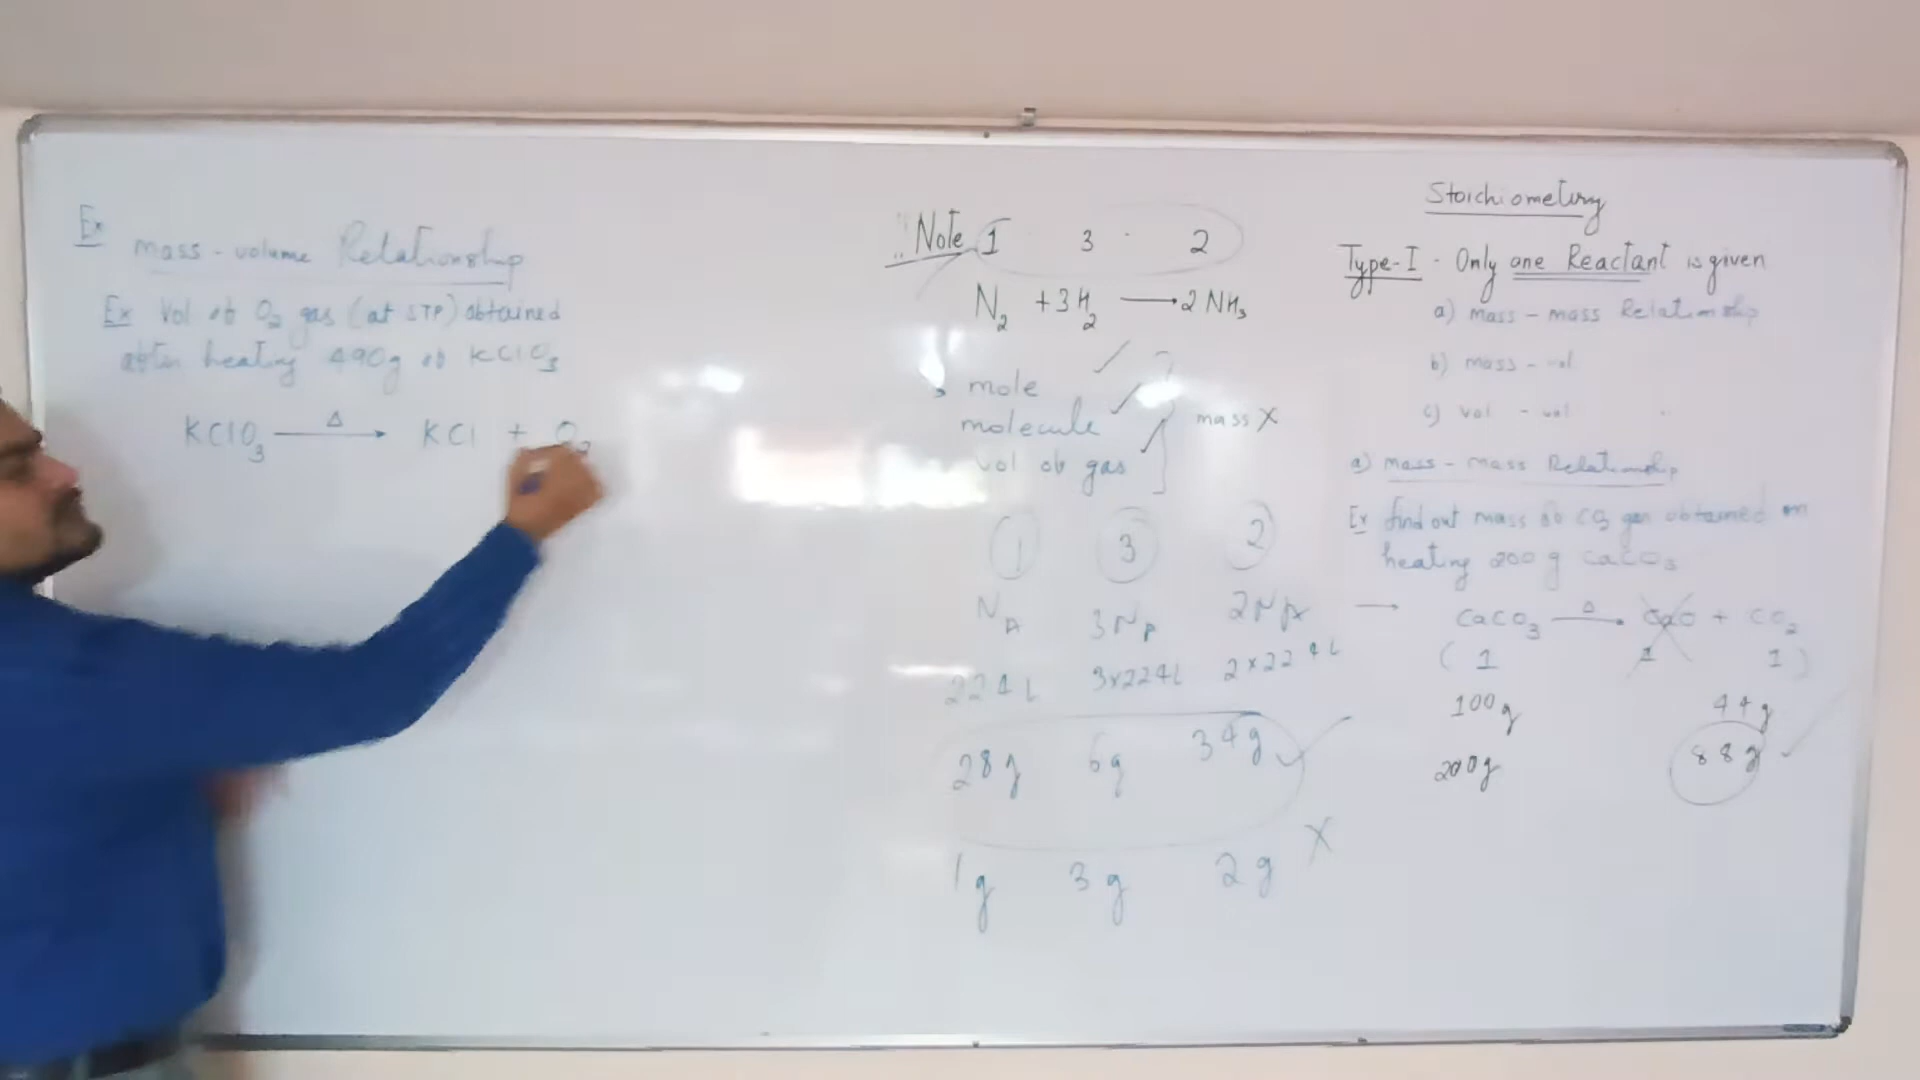 Ex
mass - volume Relationship
Ex Vol of O2 gas (at STP) obtained
after heating 490g of KClO3
KClO3 —Δ→ KCl + O2
Note 1 3 2
N2 + 3H2 ⟶ 2NH3
mole
molecule
mass X
vol of gas
1 3 2
NA 3NA 2NA
22.4L 3x22.4L 2x22.4L
28g 6g 34g
1g 3g 2g X
Stoichiometry
Type-I - Only one Reactant is given
a) mass - mass Relationship
b) mass - vol
c) vol - vol
a) mass - mass Relationship
Ex find out mass of CO2 gas obtained on
heating 200 g CaCO3
→ CaCO3 —Δ→ CaO + CO2
( 1 1 1 )
100g 44g
200g 88g